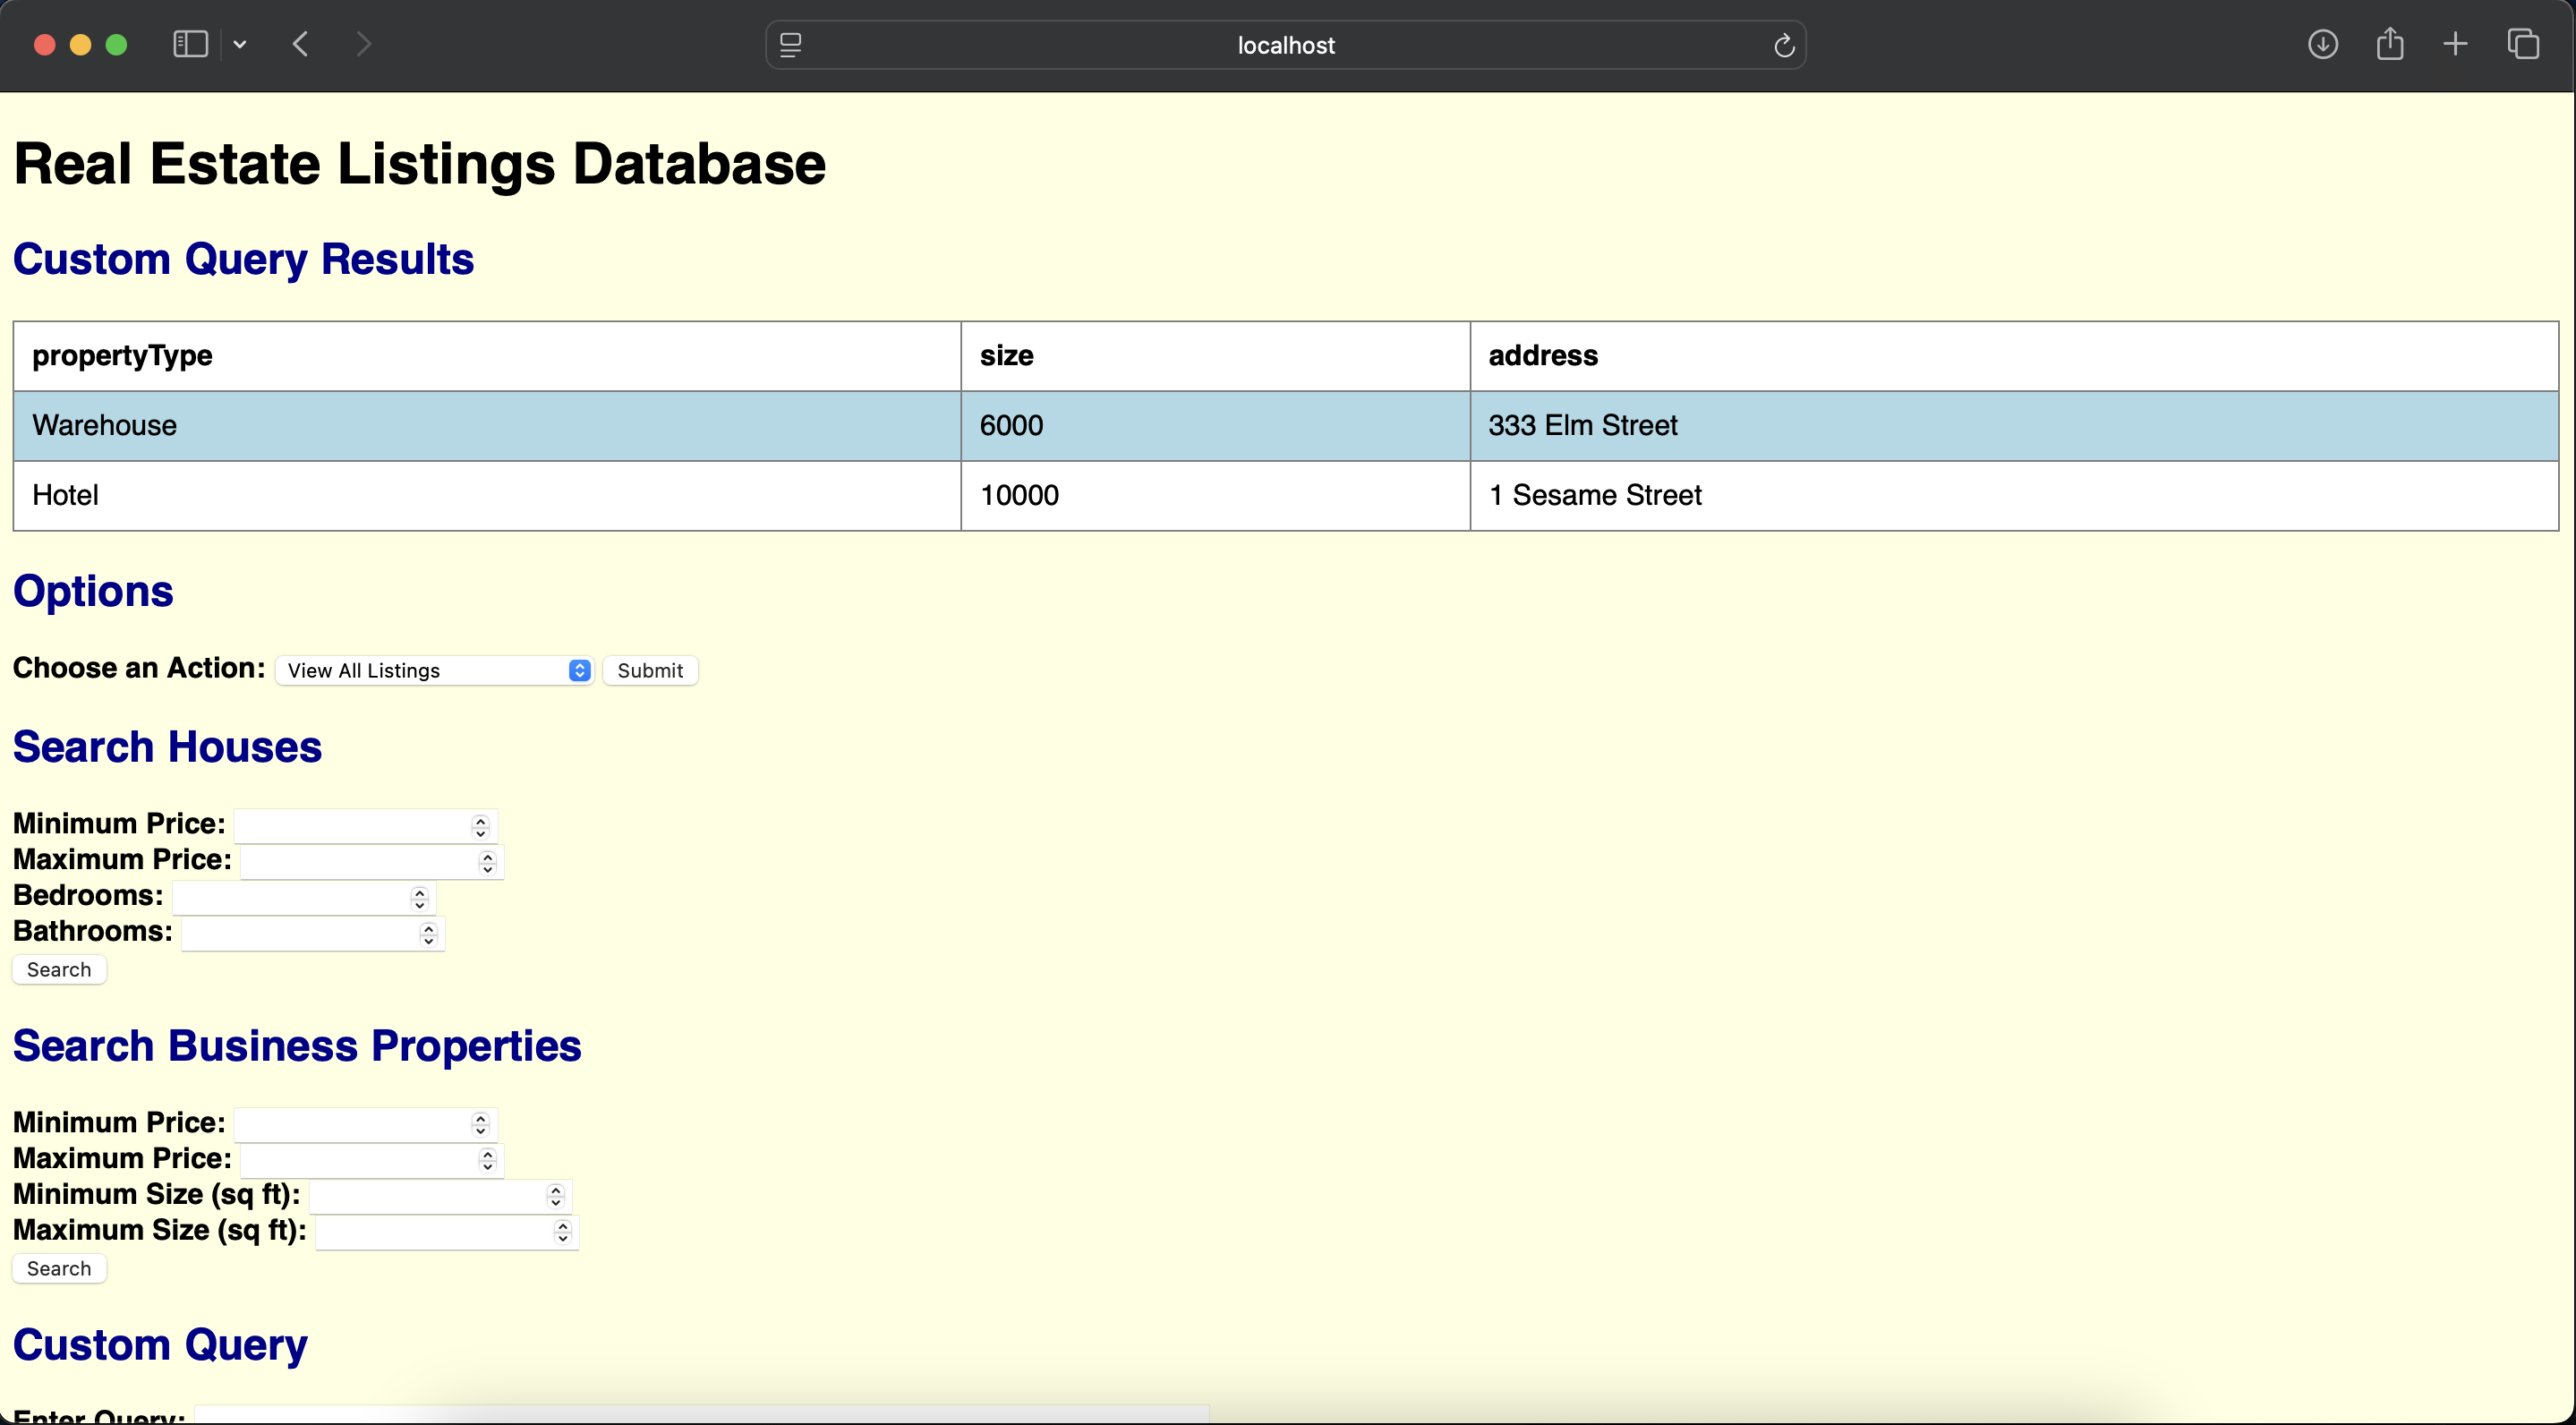 localhost
Real Estate Listings Database
Custom Query Results
propertyType size address
Warehouse 6000 333 Elm Street
Hotel 10000 1 Sesame Street
Options
Choose an Action: View All Listings Submit
Search Houses
Minimum Price:
Maximum Price:
Bedrooms:
Bathrooms:
Search
Search Business Properties
Minimum Price:
Maximum Price:
Minimum Size (sq ft):
Maximum Size (sq ft):
Search
Custom Query
Enter Query: